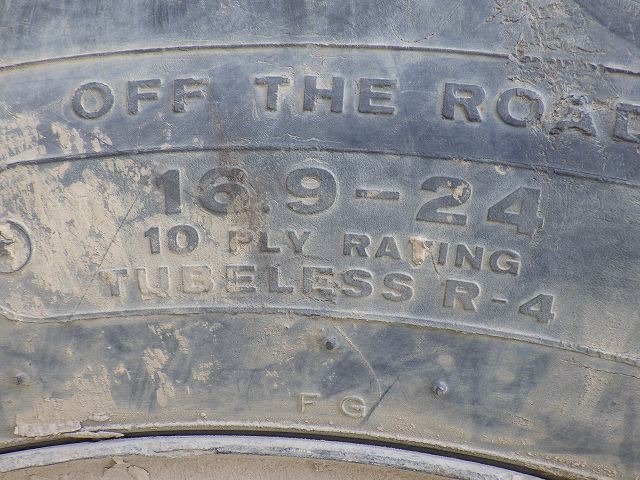 OFF THE ROAD
16.9-24
10 PLY RATING
TUBELESS R-4
F G